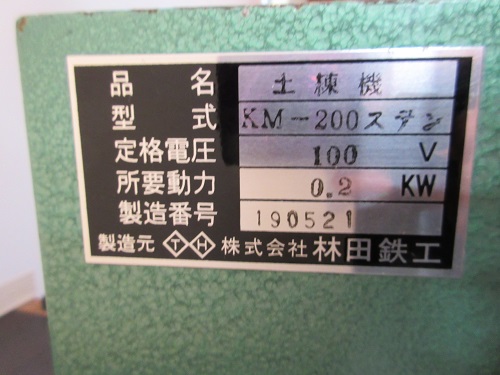 品名 土練機
型式 KM-200ステン
定格電圧 100 V
所要動力 0.2 KW
製造番号 190521
製造元 TH 株式会社 林田鉄工